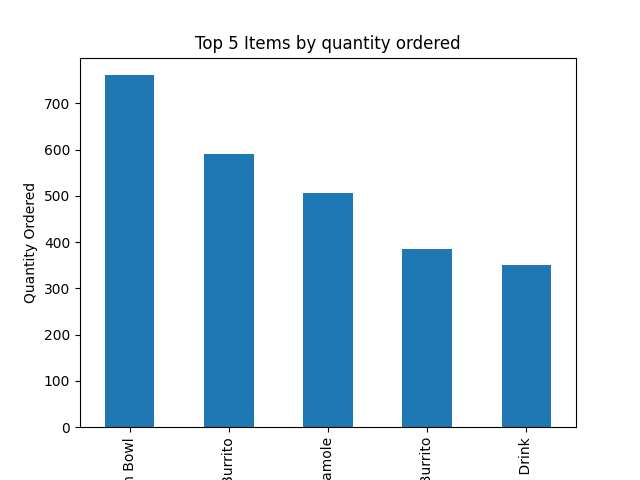 Top 5 Items by quantity ordered
Quantity Ordered
700
600
500
400
300
200
100
0
n Bowl
Burrito
amole
Burrito
Drink